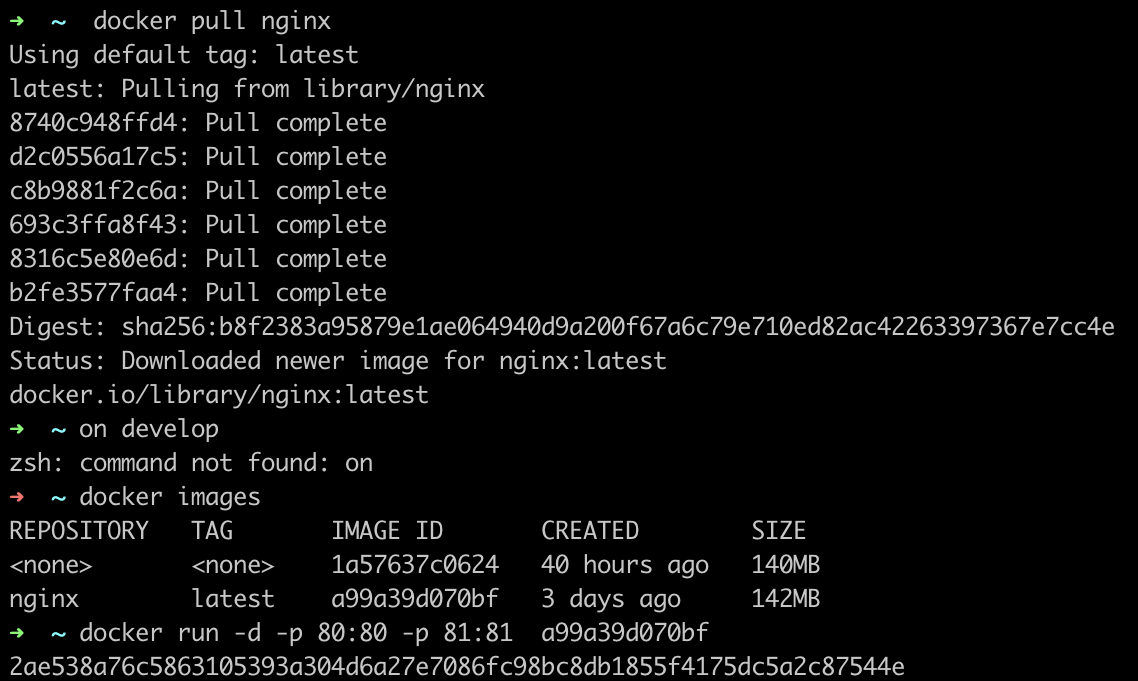 ➜  ~  docker pull nginx
Using default tag: latest
latest: Pulling from library/nginx
8740c948ffd4: Pull complete
d2c0556a17c5: Pull complete
c8b9881f2c6a: Pull complete
693c3ffa8f43: Pull complete
8316c5e80e6d: Pull complete
b2fe3577faa4: Pull complete
Digest: sha256:b8f2383a95879e1ae064940d9a200f67a6c79e710ed82ac42263397367e7cc4e
Status: Downloaded newer image for nginx:latest
docker.io/library/nginx:latest
➜  ~ on develop
zsh: command not found: on
➜  ~ docker images
REPOSITORY   TAG       IMAGE ID       CREATED        SIZE
<none>       <none>    1a57637c0624   40 hours ago   140MB
nginx        latest    a99a39d070bf   3 days ago     142MB
➜  ~ docker run -d -p 80:80 -p 81:81  a99a39d070bf
2ae538a76c5863105393a304d6a27e7086fc98bc8db1855f4175dc5a2c87544e